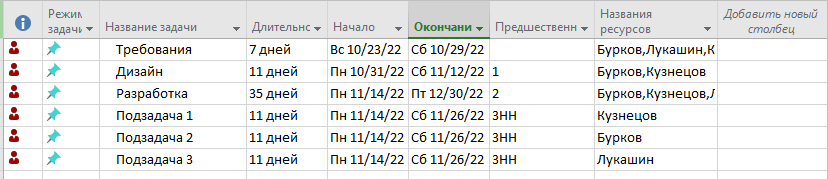 Режим задачи Название задачи Длительнс Начало Окончани Предшественн Названия ресурсов Добавить новый столбец
Требования 7 дней Вс 10/23/22 Сб 10/29/22 Бурков,Лукашин,К
Дизайн 11 дней Пн 10/31/22 Сб 11/12/22 1 Бурков,Кузнецов
Разработка 35 дней Пн 11/14/22 Пт 12/30/22 2 Бурков,Кузнецов,Л
Подзадача 1 11 дней Пн 11/14/22 Сб 11/26/22 3НН Кузнецов
Подзадача 2 11 дней Пн 11/14/22 Сб 11/26/22 3НН Бурков
Подзадача 3 11 дней Пн 11/14/22 Сб 11/26/22 3НН Лукашин